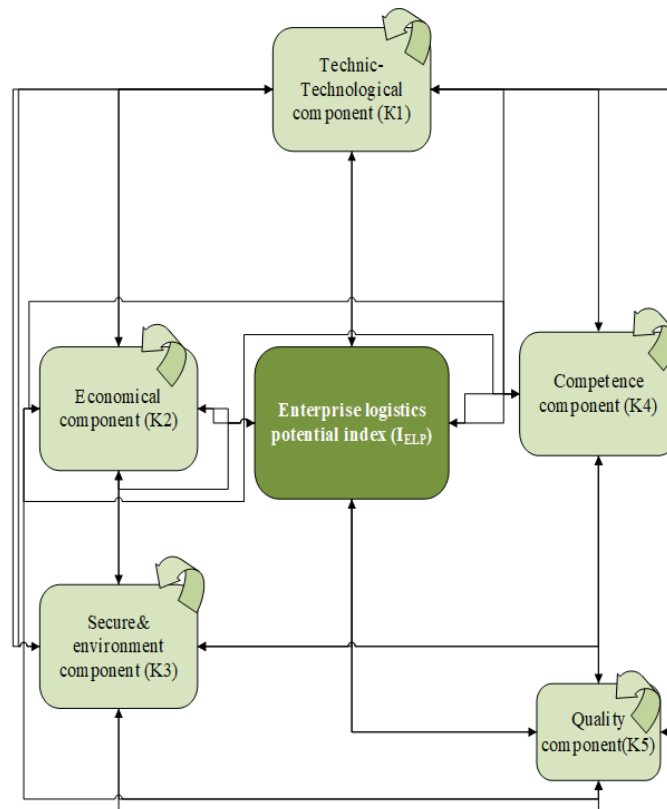 Technic-
Technological
component (K1)
Economical
component (K2)
Enterprise logistics
potential index (I_ELP)
Competence
component (K4)
Secure&
environment
component (K3)
Quality
component(K5)